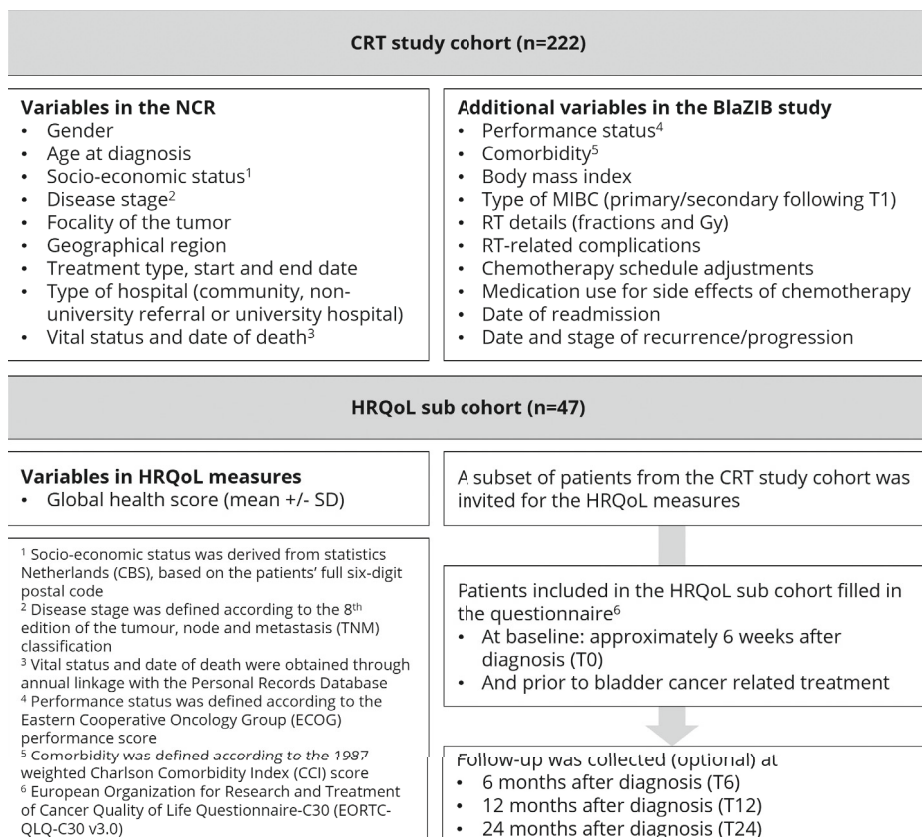 CRT study cohort (n=222)
Variables in the NCR
• Gender
• Age at diagnosis
• Socio-economic status¹
• Disease stage²
• Focality of the tumor
• Geographical region
• Treatment type, start and end date
• Type of hospital (community, non-
university referral or university hospital)
• Vital status and date of death³
Additional variables in the BlaZIB study
• Performance status⁴
• Comorbidity⁵
• Body mass index
• Type of MIBC (primary/secondary following T1)
• RT details (fractions and Gy)
• RT-related complications
• Chemotherapy schedule adjustments
• Medication use for side effects of chemotherapy
• Date of readmission
• Date and stage of recurrence/progression
HRQoL sub cohort (n=47)
Variables in HRQoL measures
• Global health score (mean +/- SD)
¹ Socio-economic status was derived from statistics
Netherlands (CBS), based on the patients’ full six-digit
postal code
² Disease stage was defined according to the 8ᵗʰ
edition of the tumour, node and metastasis (TNM)
classification
³ Vital status and date of death were obtained through
annual linkage with the Personal Records Database
⁴ Performance status was defined according to the
Eastern Cooperative Oncology Group (ECOG)
performance score
⁵ Comorbidity was defined according to the 1987
weighted Charlson Comorbidity Index (CCI) score
⁶ European Organization for Research and Treatment
of Cancer Quality of Life Questionnaire-C30 (EORTC-
QLQ-C30 v3.0)
A subset of patients from the CRT study cohort was
invited for the HRQoL measures
Patients included in the HRQoL sub cohort filled in
the questionnaire⁶
• At baseline: approximately 6 weeks after
diagnosis (T0)
• And prior to bladder cancer related treatment
Follow-up was collected (optional) at
• 6 months after diagnosis (T6)
• 12 months after diagnosis (T12)
• 24 months after diagnosis (T24)